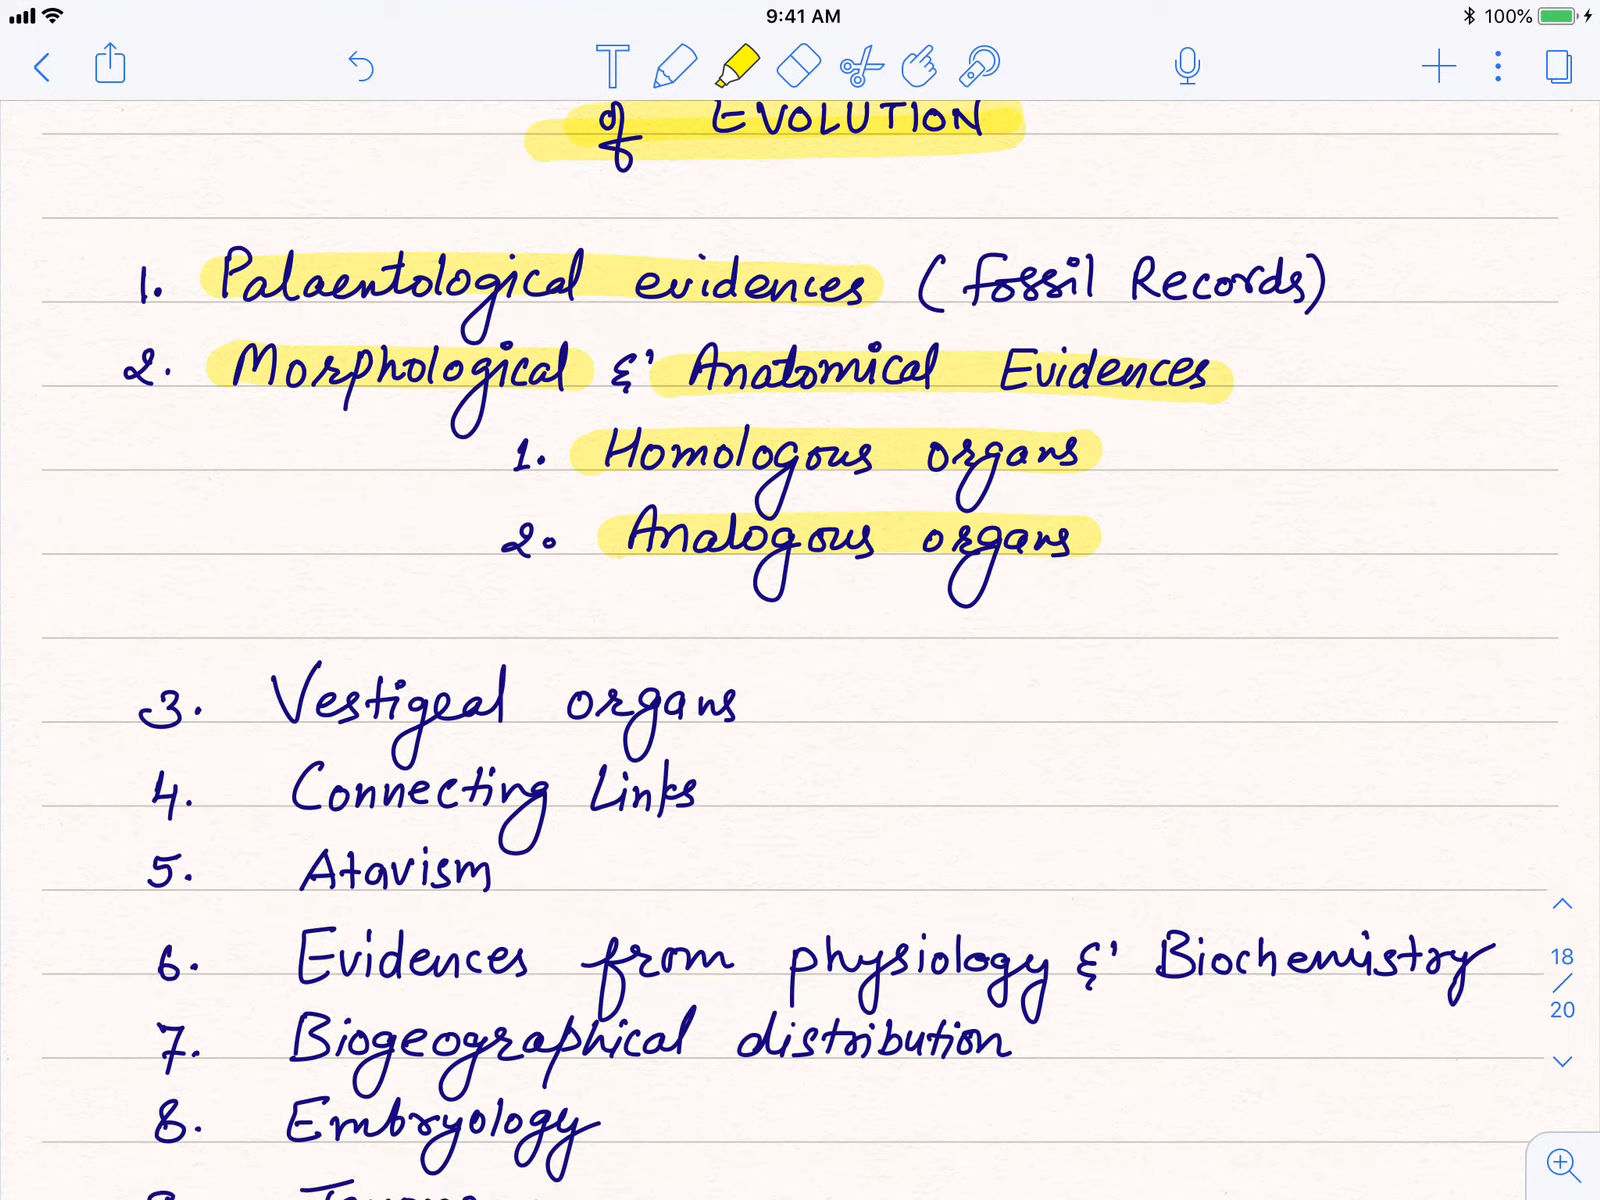 9:41 AM
100%
of EVOLUTION
1. Palaentological evidences (fossil Records)
2. Morphological & Anatomical Evidences
1. Homologous organs
2. Analogous organs
3. Vestigeal organs
4. Connecting Links
5. Atavism
6. Evidences from physiology & Biochemistry
7. Biogeographical distribution
8. Embryology
18
/
20